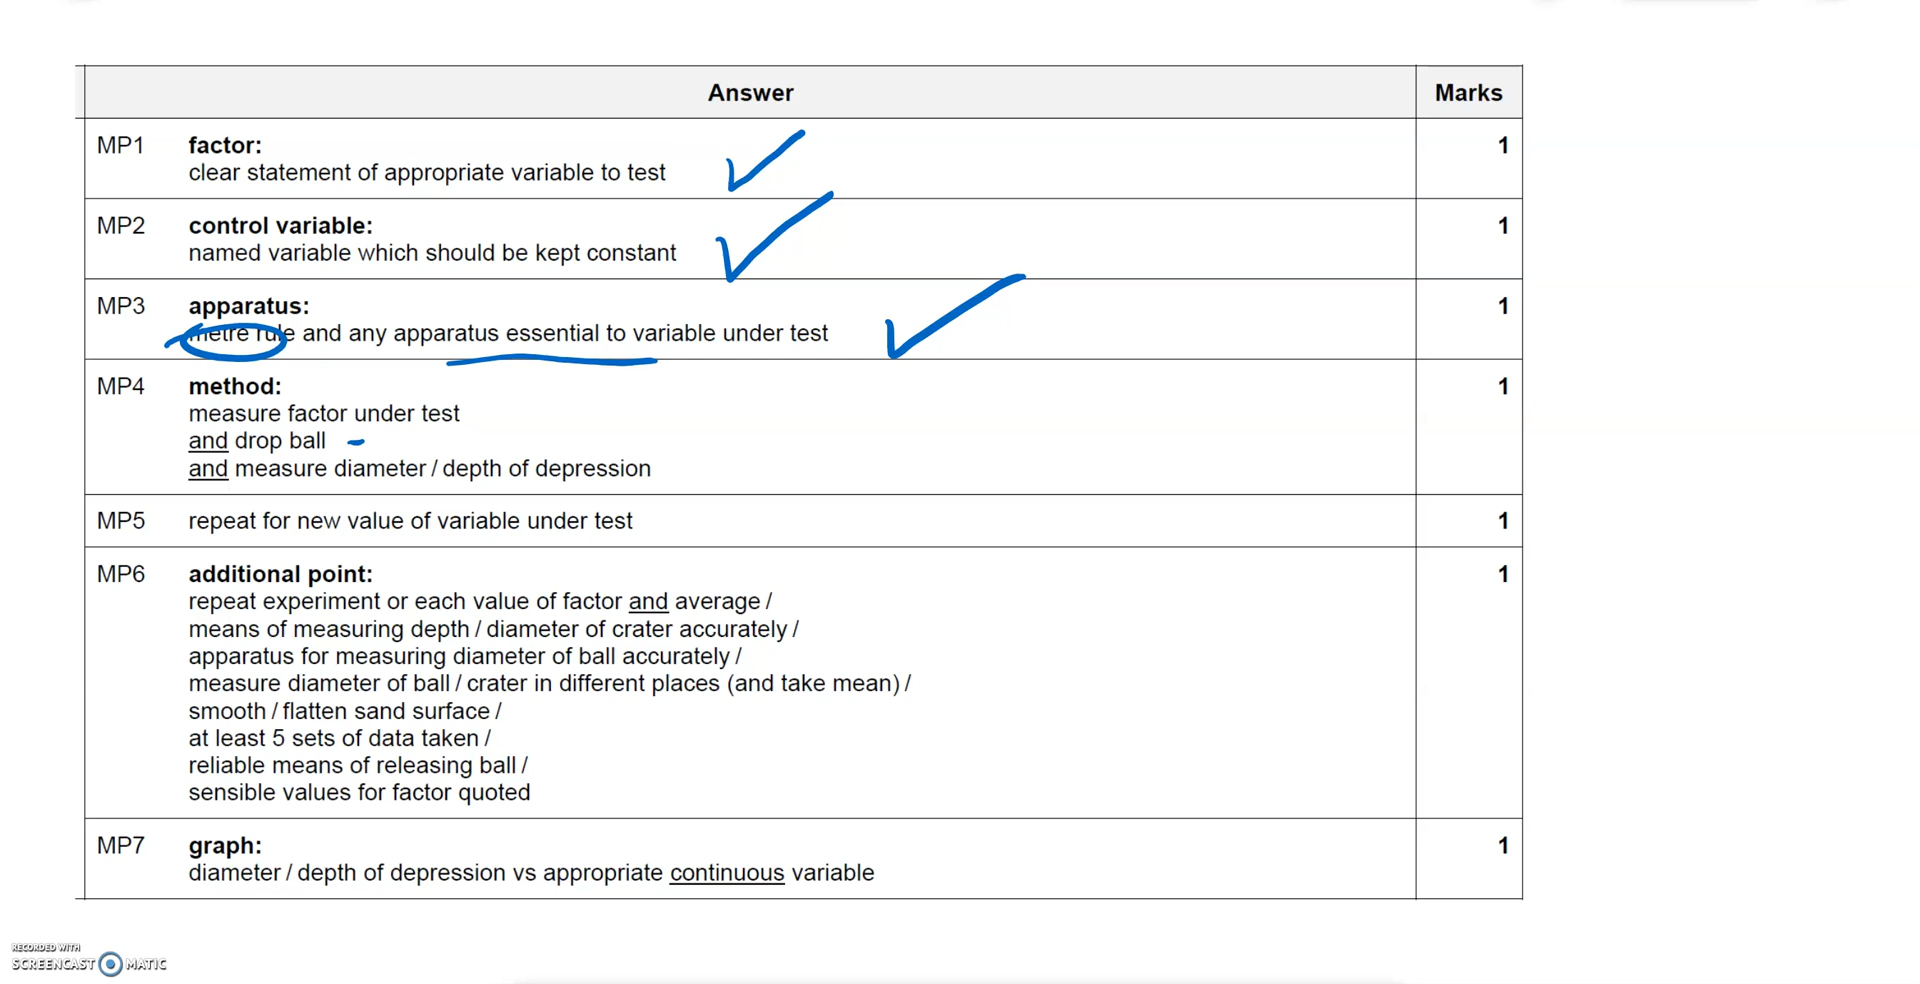 Answer Marks
MP1 factor: 1
clear statement of appropriate variable to test
MP2 control variable: 1
named variable which should be kept constant
MP3 apparatus: 1
metre rule and any apparatus essential to variable under test
MP4 method: 1
measure factor under test
and drop ball
and measure diameter / depth of depression
MP5 repeat for new value of variable under test 1
MP6 additional point: 1
repeat experiment or each value of factor and average /
means of measuring depth / diameter of crater accurately /
apparatus for measuring diameter of ball accurately /
measure diameter of ball / crater in different places (and take mean) /
smooth / flatten sand surface /
at least 5 sets of data taken /
reliable means of releasing ball /
sensible values for factor quoted
MP7 graph: 1
diameter / depth of depression vs appropriate continuous variable
RECORDED WITH
SCREENCAST MATIC